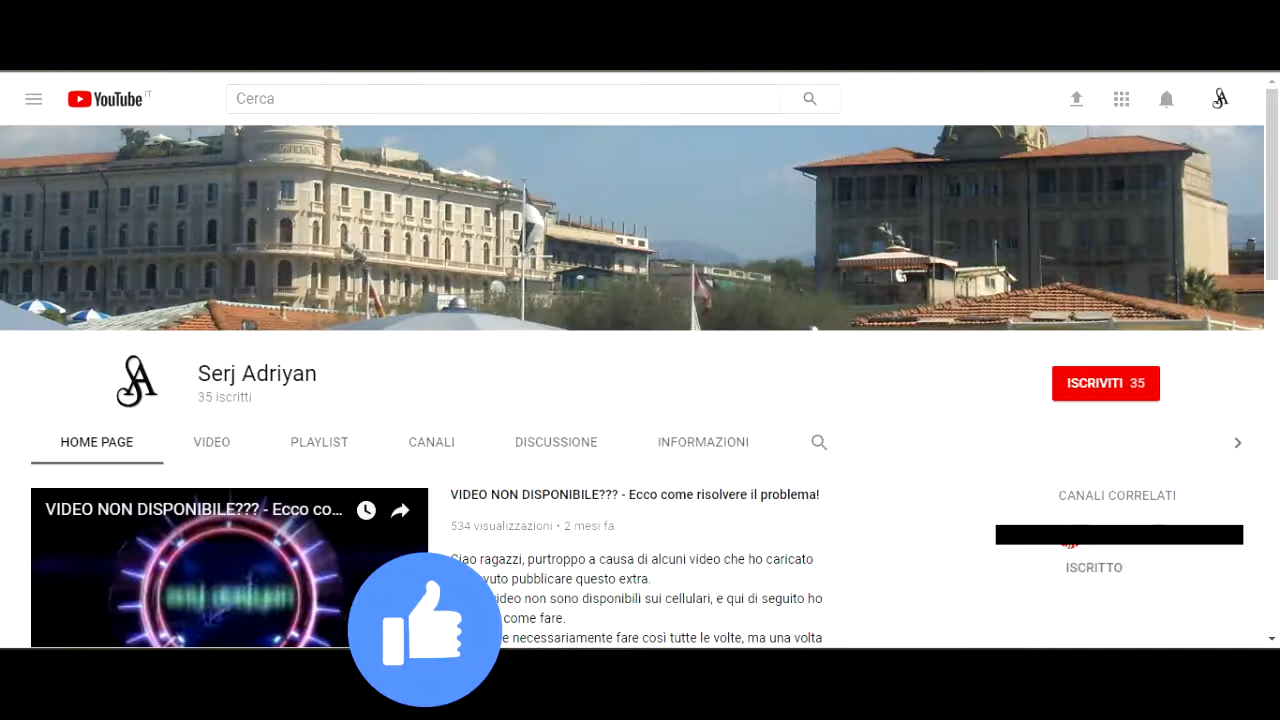 YouTube IT
Cerca
Serj Adriyan
35 iscritti
ISCRIVITI 35
HOME PAGE VIDEO PLAYLIST CANALI DISCUSSIONE INFORMAZIONI
VIDEO NON DISPONIBILE??? - Ecco co...
VIDEO NON DISPONIBILE??? - Ecco come risolvere il problema!
534 visualizzazioni • 2 mesi fa
Ciao ragazzi, purtroppo a causa di alcuni video che ho caricato
pubblicare questo extra.
non sono disponibili sui cellulari, e qui di seguito ho
come fare.
necessariamente fare così tutte le volte, ma una volta
CANALI CORRELATI
ISCRITTO